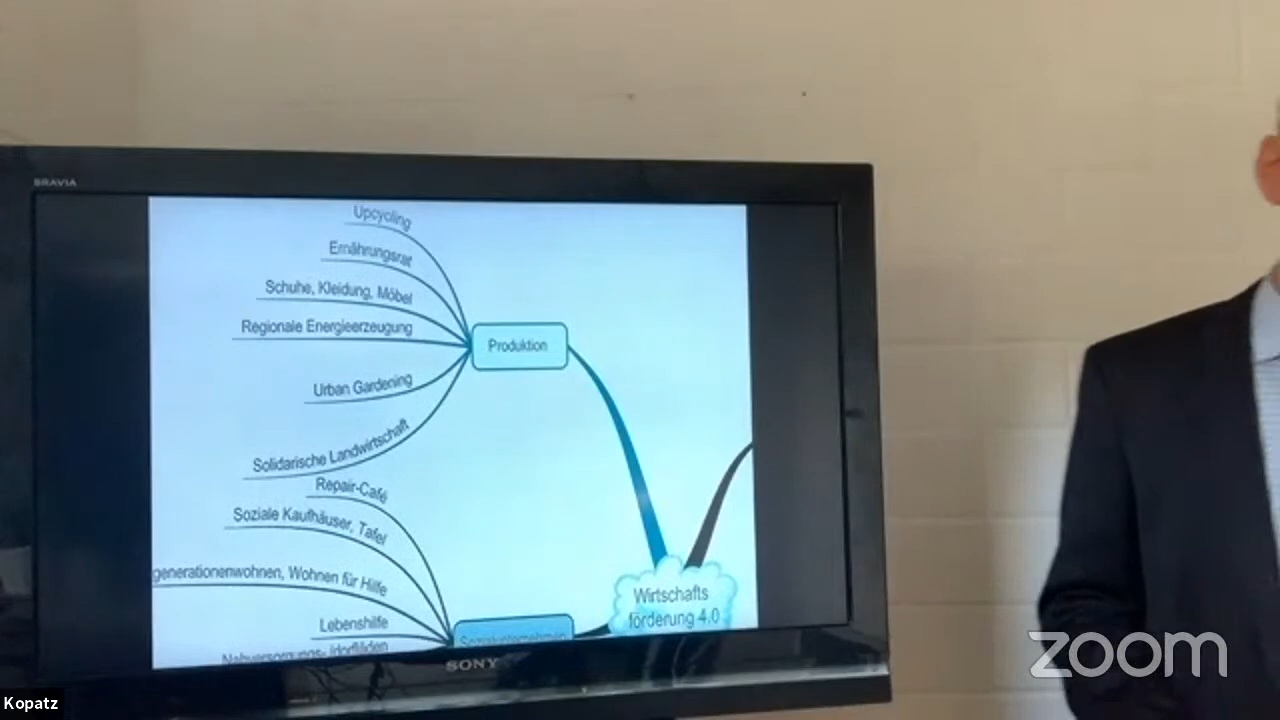 BRAVIA
Upcycling
Ernährungsrat
Schuhe, Kleidung, Möbel
Regionale Energieerzeugung
Produktion
Urban Gardening
Solidarische Landwirtschaft
Repair-Café
Soziale Kaufhäuser, Tafel
generationenwohnen, Wohnen für Hilfe
Wirtschafts
förderung 4.0
Lebenshilfe
Sozialunternehmen
SONY
zoom
Kopatz